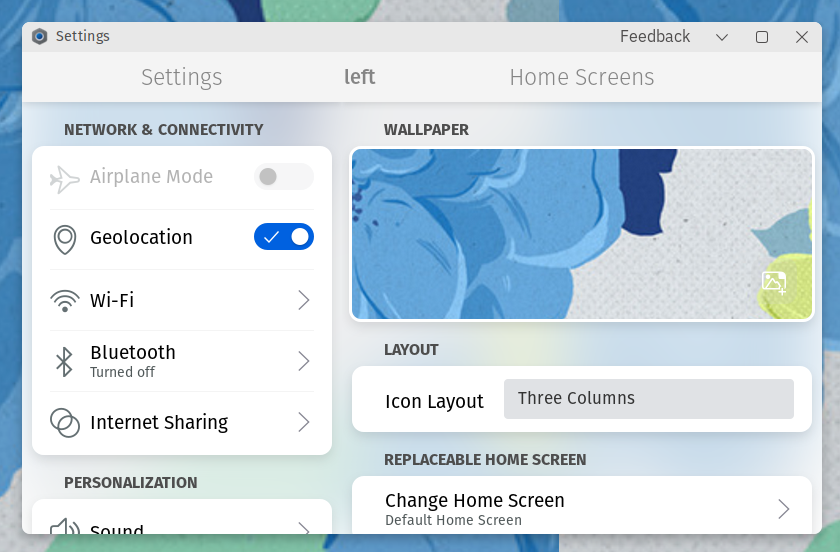 Settings
Feedback
Settings
left
Home Screens
NETWORK & CONNECTIVITY
Airplane Mode
Geolocation
Wi-Fi
Bluetooth
Turned off
Internet Sharing
PERSONALIZATION
Sound
WALLPAPER
LAYOUT
Icon Layout
Three Columns
REPLACEABLE HOME SCREEN
Change Home Screen
Default Home Screen